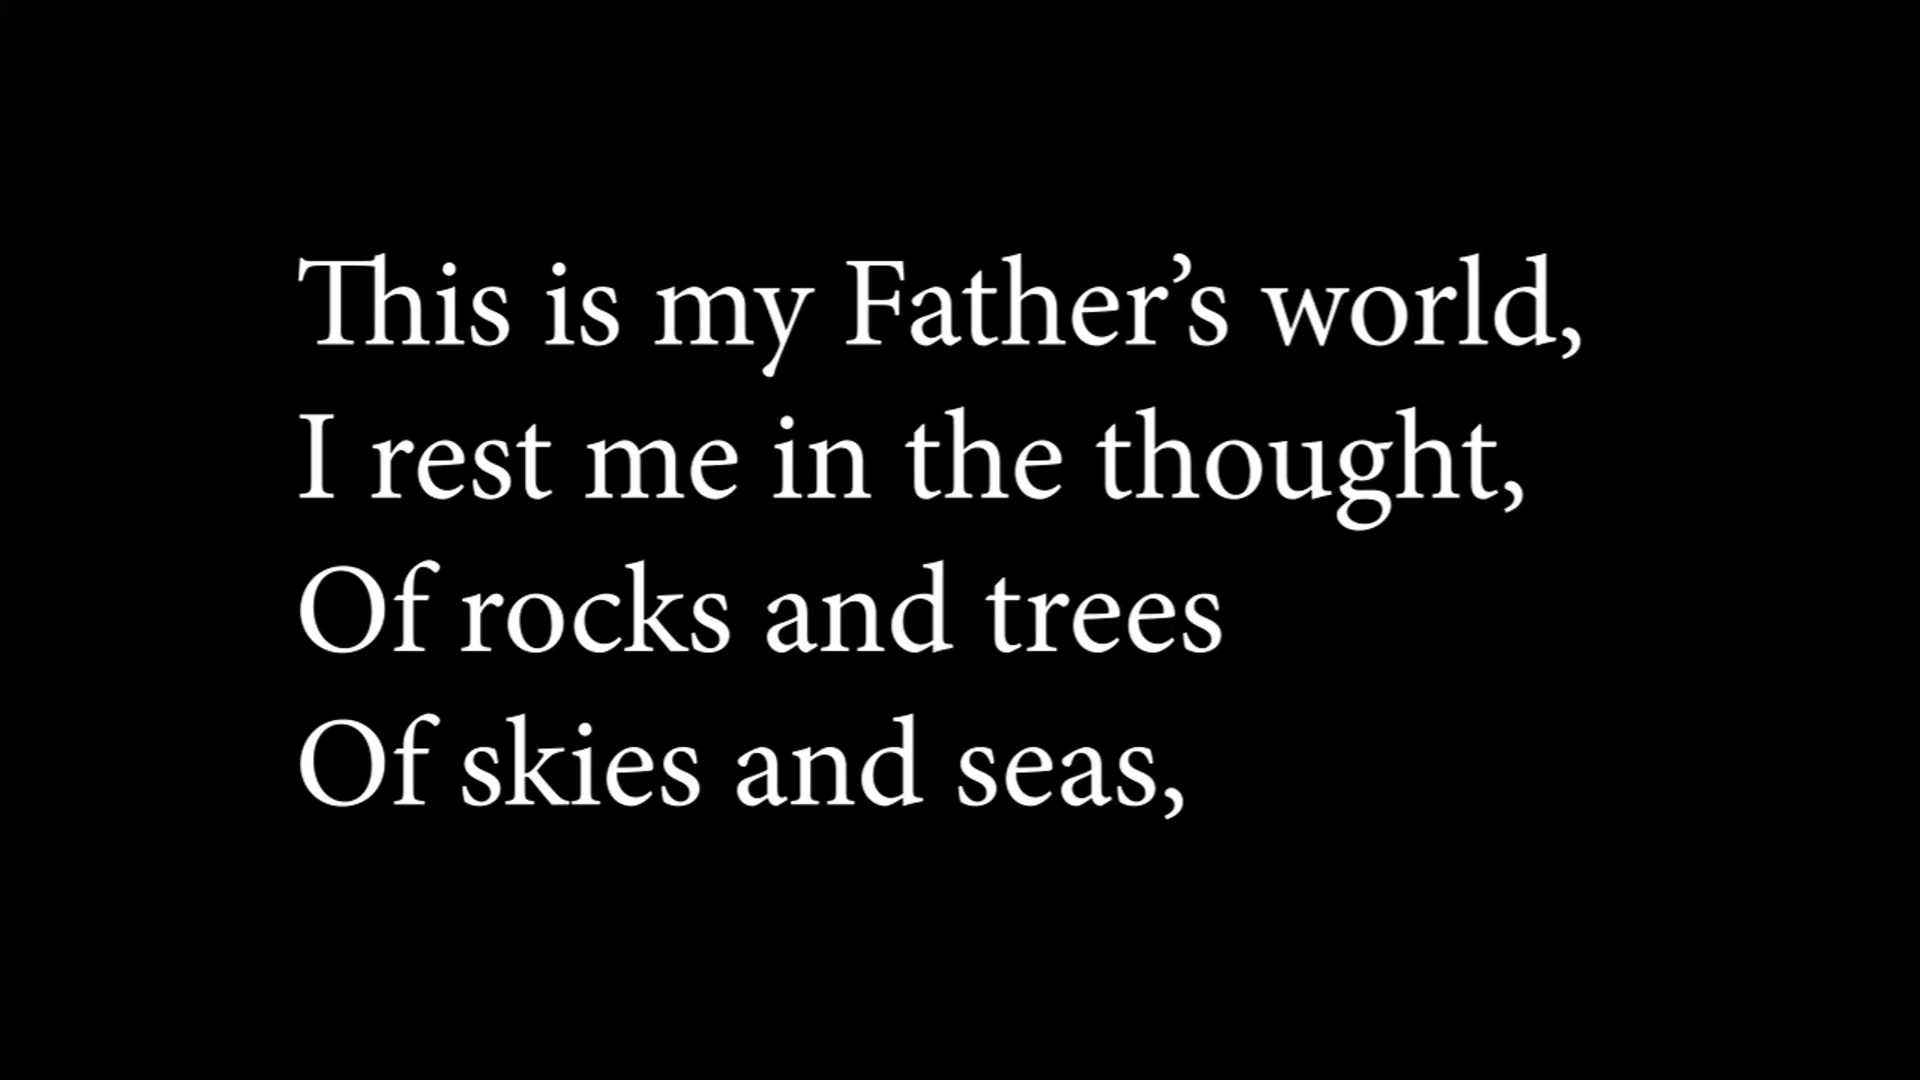 This is my Father’s world,
I rest me in the thought,
Of rocks and trees
Of skies and seas,